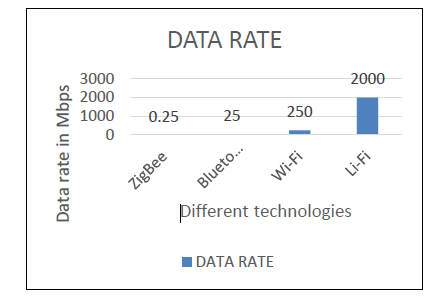 DATA RATE
Data rate in Mbps
3000
2000
1000
0
0.25
25
250
2000
ZigBee
Blueto...
Wi-Fi
Li-Fi
Different technologies
DATA RATE